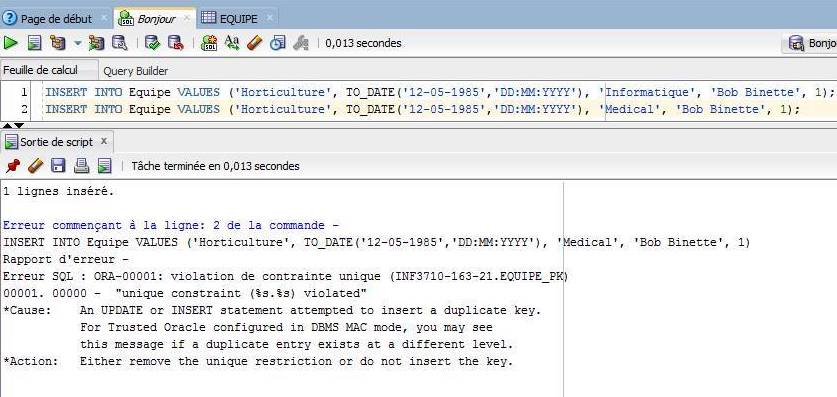 Page de début
Bonjour
EQUIPE
0,013 secondes
Bonjo
Feuille de calcul
Query Builder
1 INSERT INTO Equipe VALUES ('Horticulture', TO_DATE('12-05-1985','DD:MM:YYYY'), 'Informatique', 'Bob Binette', 1);
2 INSERT INTO Equipe VALUES ('Horticulture', TO_DATE('12-05-1985','DD:MM:YYYY'), 'Medical', 'Bob Binette', 1);
Sortie de script
Tâche terminée en 0,013 secondes
1 lignes inséré.
Erreur commençant à la ligne: 2 de la commande -
INSERT INTO Equipe VALUES ('Horticulture', TO_DATE('12-05-1985','DD:MM:YYYY'), 'Medical', 'Bob Binette', 1)
Rapport d'erreur -
Erreur SQL : ORA-00001: violation de contrainte unique (INF3710-163-21.EQUIPE_PK)
00001. 00000 - "unique constraint (%s.%s) violated"
*Cause: An UPDATE or INSERT statement attempted to insert a duplicate key.
For Trusted Oracle configured in DBMS MAC mode, you may see
this message if a duplicate entry exists at a different level.
*Action: Either remove the unique restriction or do not insert the key.